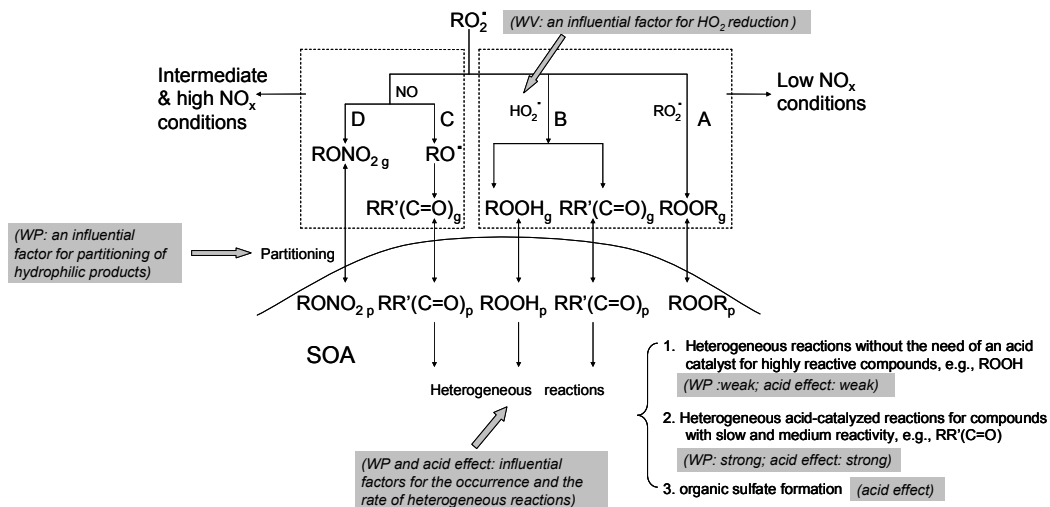 RO₂•
(WV: an influential factor for HO₂ reduction)
Intermediate
& high NOₓ
conditions
Low NOₓ
conditions
NO
HO₂•
RO₂•
D
C
B
A
RONO₂ g
RO•
RR'(C=O)g
ROOHg
RR'(C=O)g
ROORg
(WP: an influential
factor for partitioning of
hydrophilic products)
Partitioning
RONO₂ p
RR'(C=O)p
ROOHp
RR'(C=O)p
ROORp
SOA
Heterogeneous reactions
(WP and acid effect: influential
factors for the occurrence and the
rate of heterogeneous reactions)
1. Heterogeneous reactions without the need of an acid
catalyst for highly reactive compounds, e.g., ROOH
(WP :weak; acid effect: weak)
2. Heterogeneous acid-catalyzed reactions for compounds
with slow and medium reactivity, e.g., RR'(C=O)
(WP: strong; acid effect: strong)
3. organic sulfate formation (acid effect)